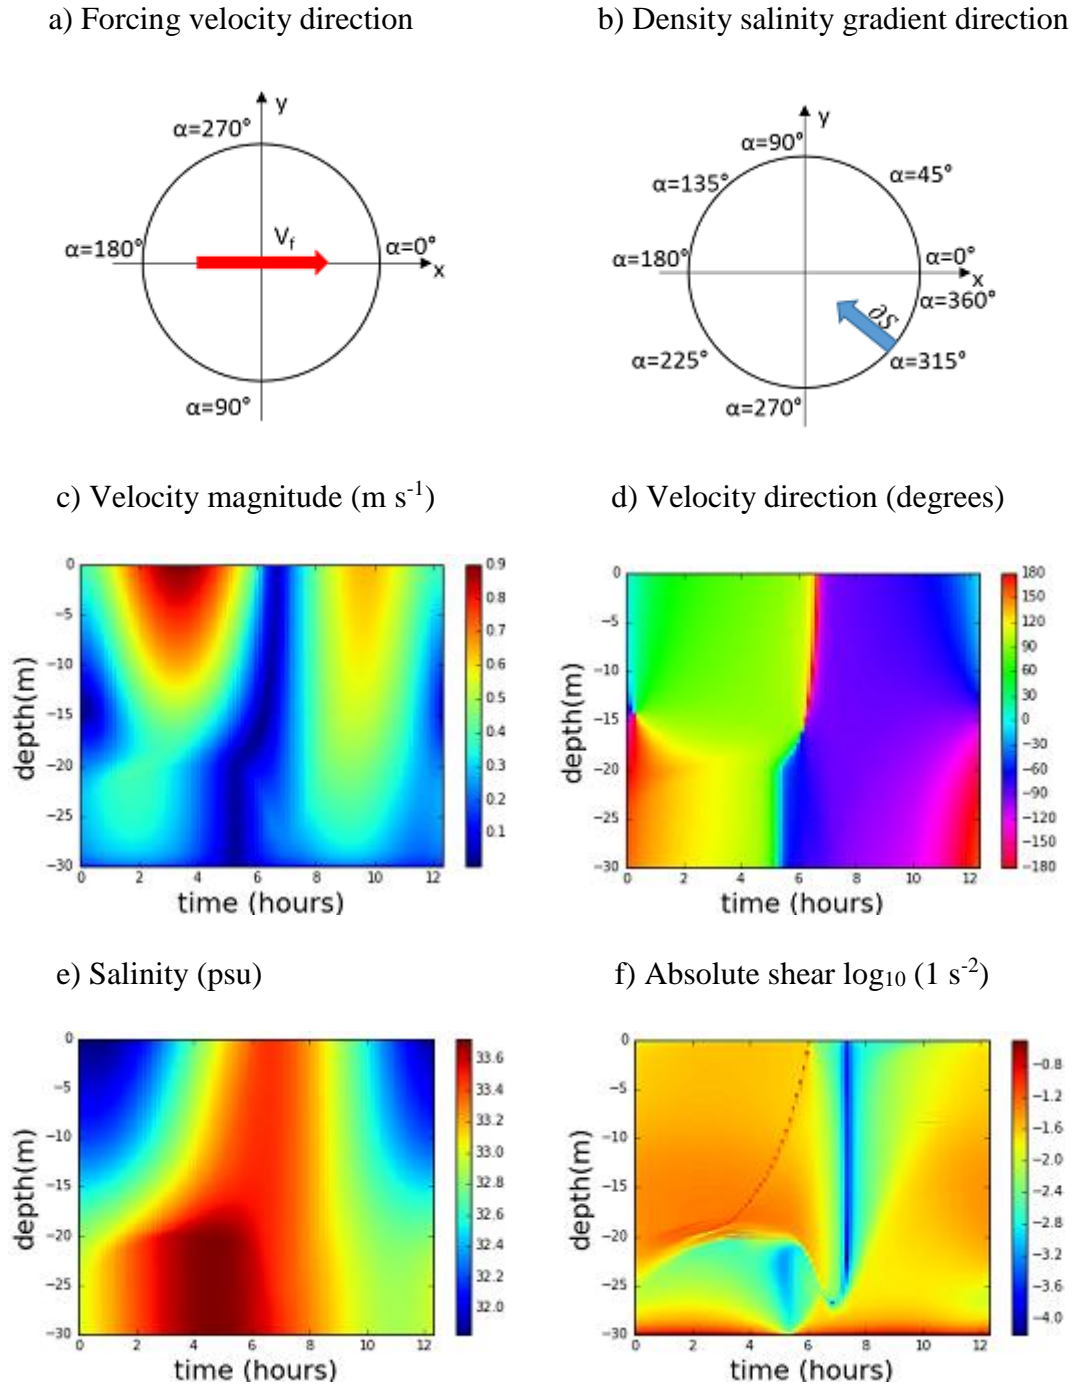 a) Forcing velocity direction
b) Density salinity gradient direction
y
α=270°
Vf
α=180°
α=0°
x
α=90°
y
α=90°
α=45°
α=135°
α=180°
α=0°
x
α=360°
∂S
α=225°
α=315°
α=270°
c) Velocity magnitude (m s-1)
d) Velocity direction (degrees)
0
−5
−10
−15
−20
−25
−30
depth(m)
0 2 4 6 8 10 12
time (hours)
0.9
0.8
0.7
0.6
0.5
0.4
0.3
0.2
0.1
0
−5
−10
−15
−20
−25
−30
depth(m)
0 2 4 6 8 10 12
time (hours)
180
150
120
90
60
30
0
−30
−60
−90
−120
−150
−180
e) Salinity (psu)
f) Absolute shear log10 (1 s-2)
0
−5
−10
−15
−20
−25
−30
depth(m)
0 2 4 6 8 10 12
time (hours)
33.6
33.4
33.2
33.0
32.8
32.6
32.4
32.2
32.0
0
−5
−10
−15
−20
−25
−30
depth(m)
0 2 4 6 8 10 12
time (hours)
−0.8
−1.2
−1.6
−2.0
−2.4
−2.8
−3.2
−3.6
−4.0